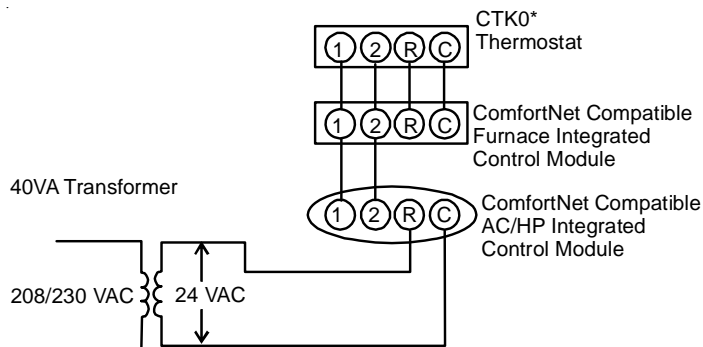 CTK0*
Thermostat
1 2 R C
1 2 R C
ComfortNet Compatible
Furnace Integrated
Control Module
40VA Transformer
1 2 R C
ComfortNet Compatible
AC/HP Integrated
Control Module
208/230 VAC
24 VAC